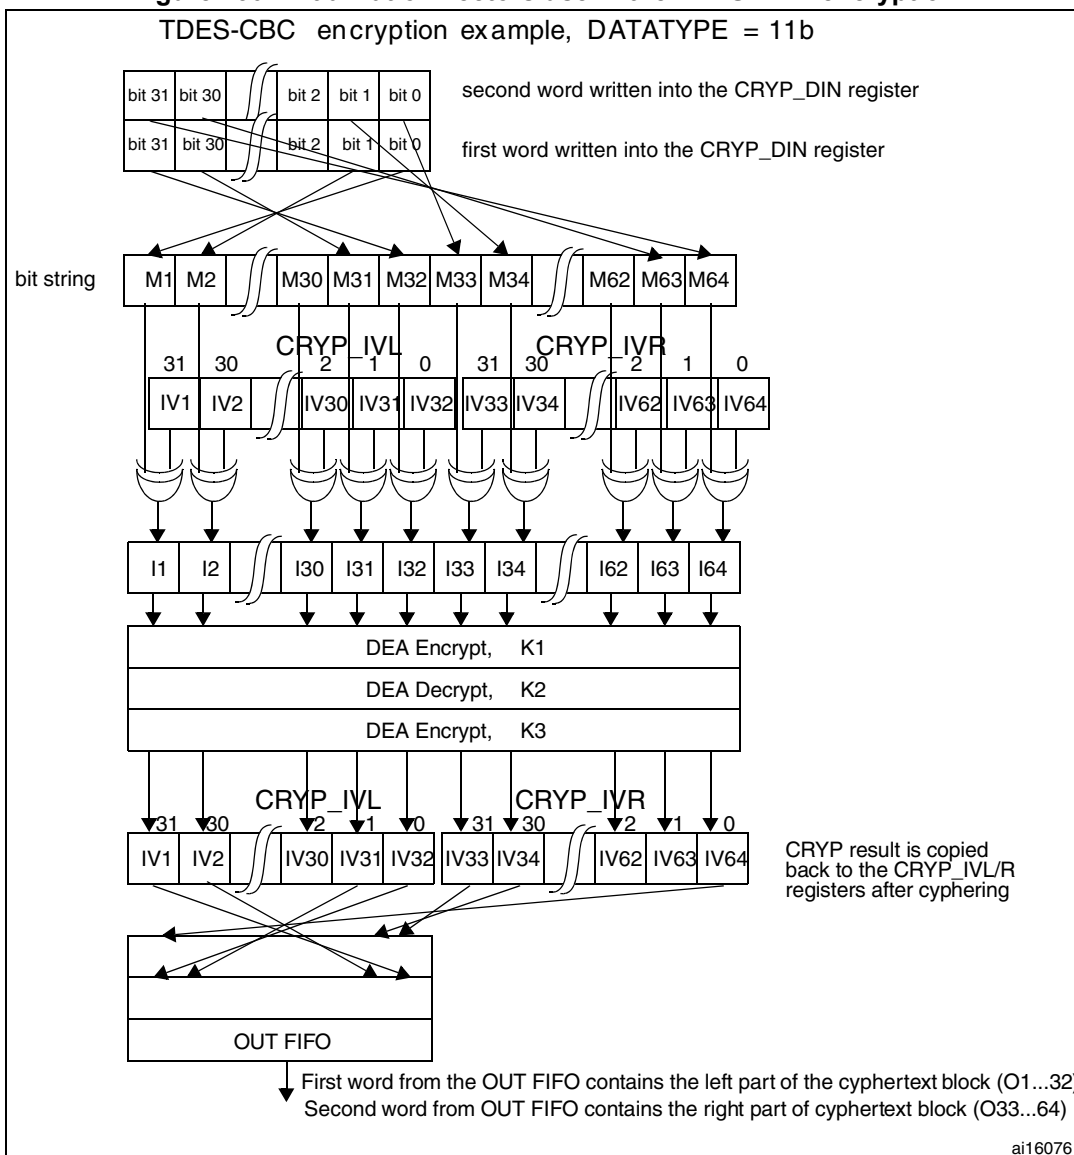 TDES-CBC encryption example, DATATYPE = 11b
bit 31 bit 30 bit 2 bit 1 bit 0 second word written into the CRYP_DIN register
bit 31 bit 30 bit 2 bit 1 bit 0 first word written into the CRYP_DIN register
bit string M1 M2 M30 M31 M32 M33 M34 M62 M63 M64
CRYP_IVL CRYP_IVR
31 30 2 1 0 31 30 2 1 0
IV1 IV2 IV30 IV31 IV32 IV33 IV34 IV62 IV63 IV64
I1 I2 I30 I31 I32 I33 I34 I62 I63 I64
DEA Encrypt, K1
DEA Decrypt, K2
DEA Encrypt, K3
CRYP_IVL CRYP_IVR
31 30 2 1 0 31 30 2 1 0
IV1 IV2 IV30 IV31 IV32 IV33 IV34 IV62 IV63 IV64
CRYP result is copied
back to the CRYP_IVL/R
registers after cyphering
OUT FIFO
First word from the OUT FIFO contains the left part of the cyphertext block (O1...32)
Second word from OUT FIFO contains the right part of cyphertext block (O33...64)
ai16076